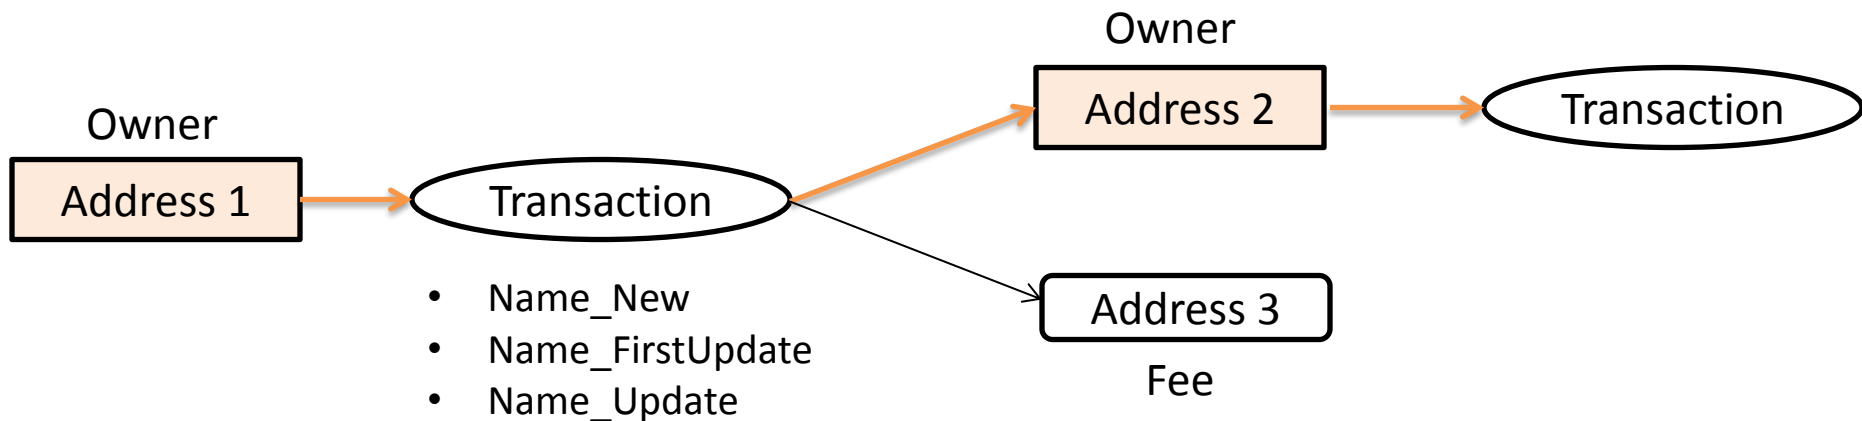 Owner
Address 1
Transaction
• Name_New
• Name_FirstUpdate
• Name_Update
Owner
Address 2
Transaction
Address 3
Fee